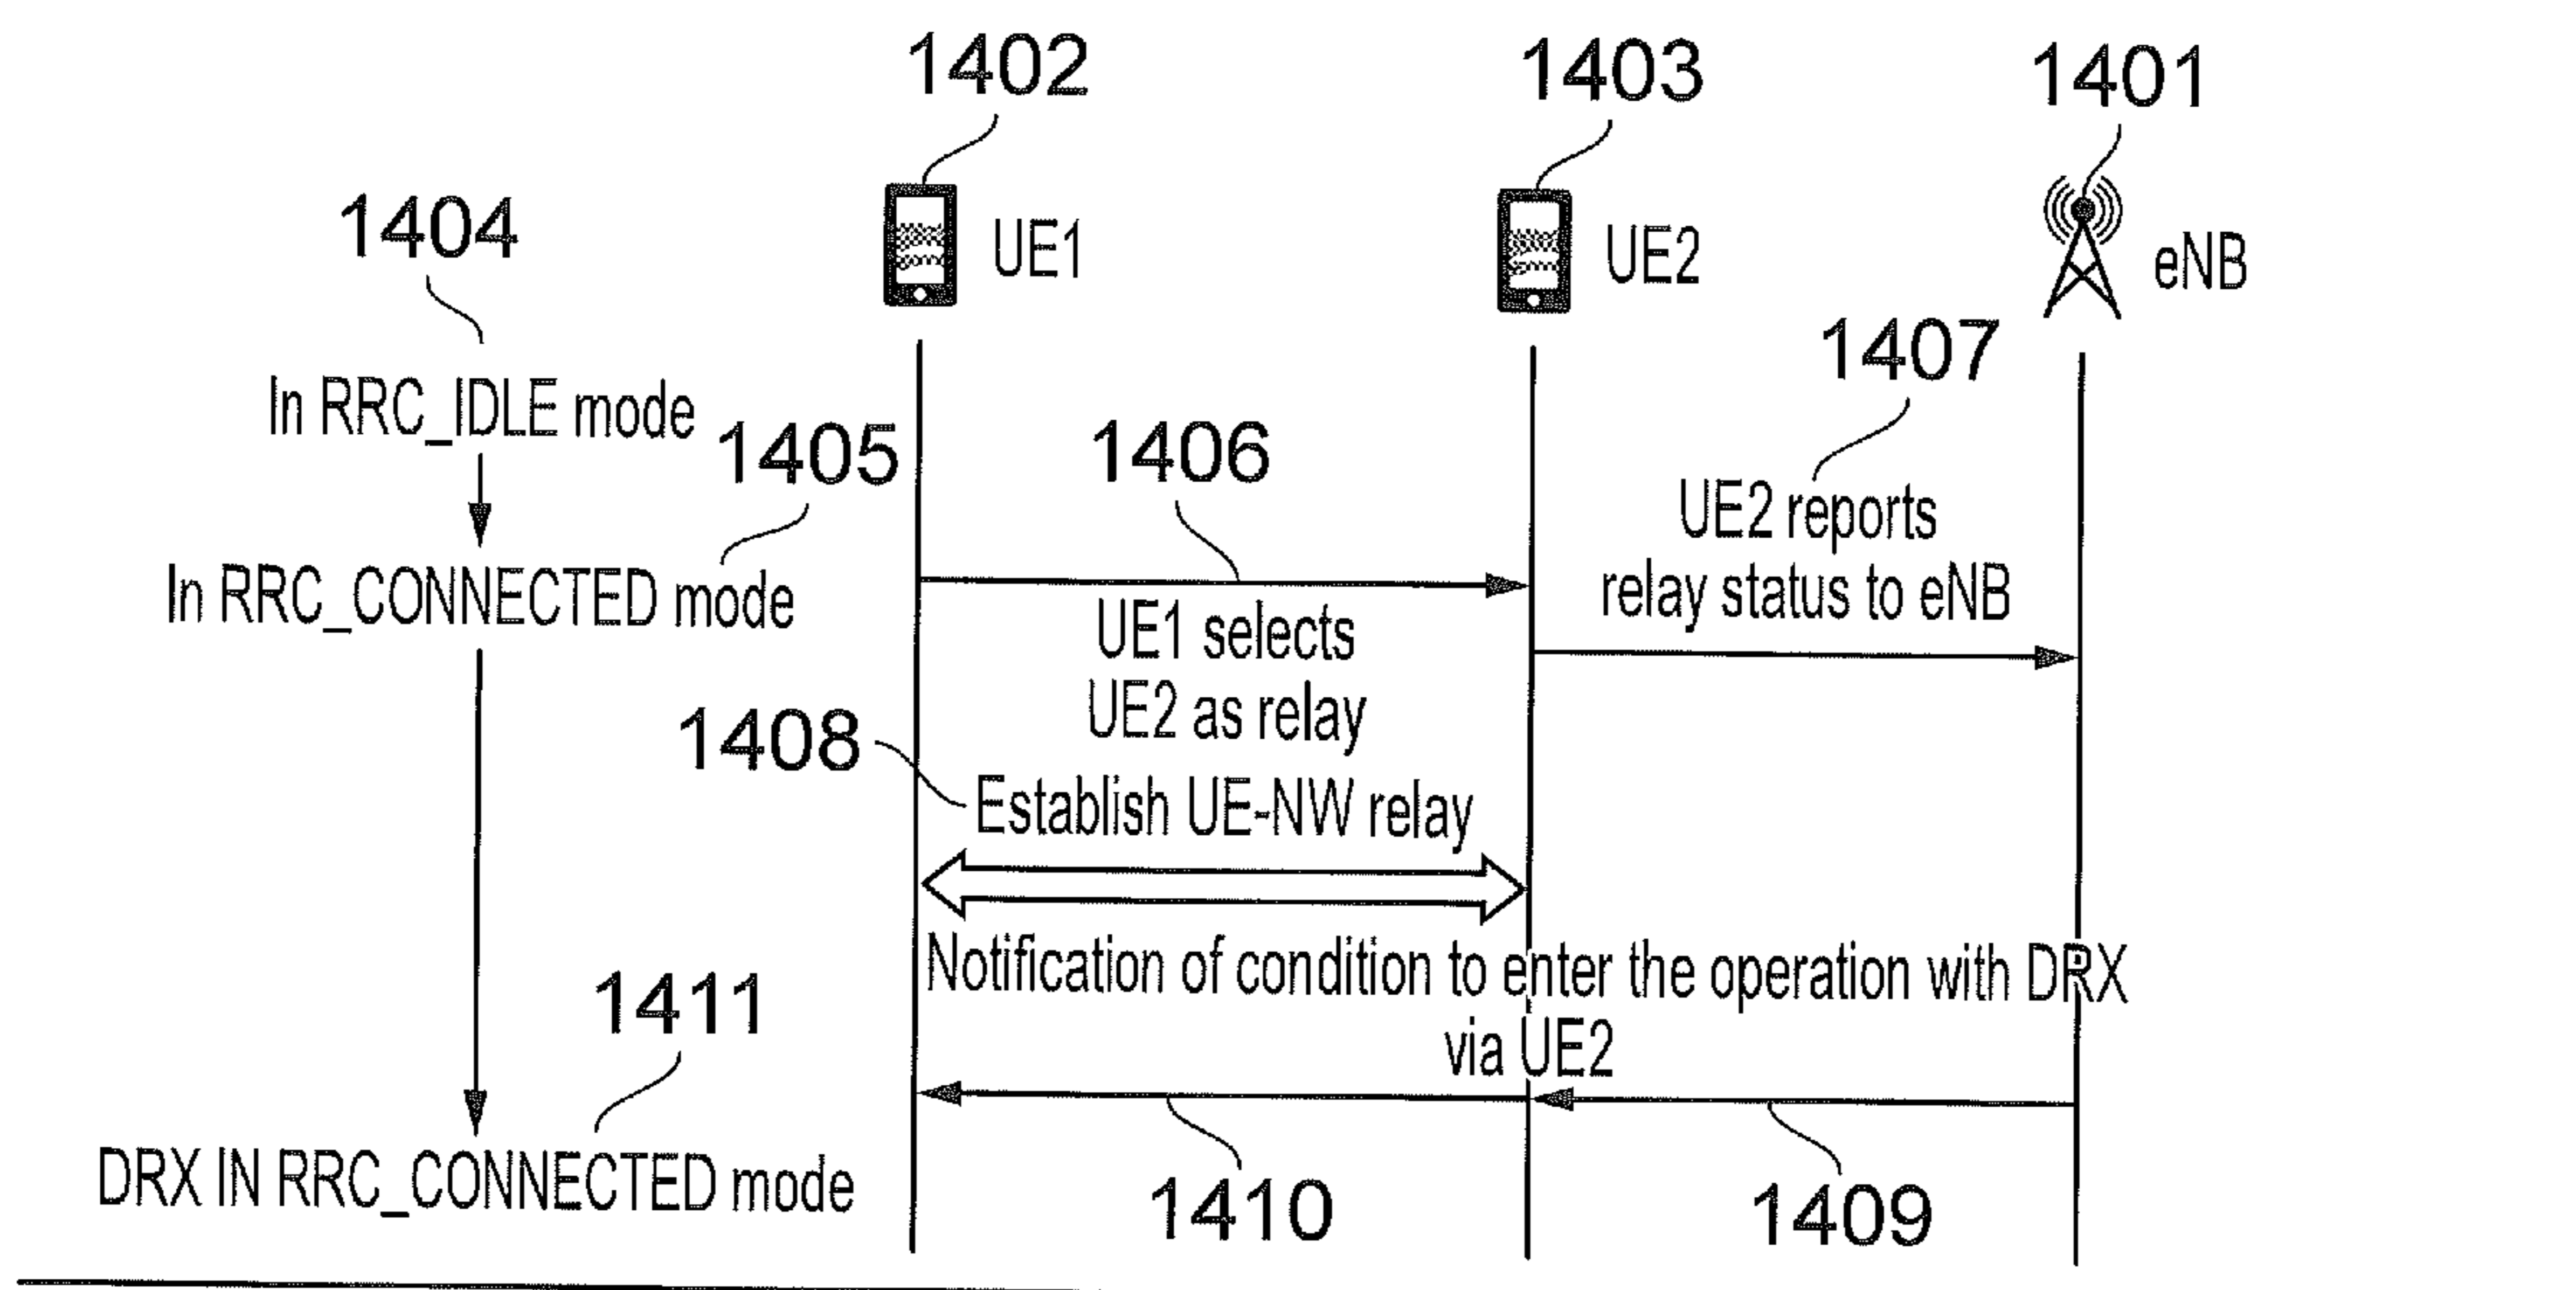 1402
1403
1401
1404
UE1
UE2
eNB
1407
In RRC_IDLE mode
1405
1406
UE2 reports
relay status to eNB
In RRC_CONNECTED mode
UE1 selects
UE2 as relay
1408
Establish UE-NW relay
Notification of condition to enter the operation with DRX
via UE2
1411
DRX IN RRC_CONNECTED mode
1410
1409